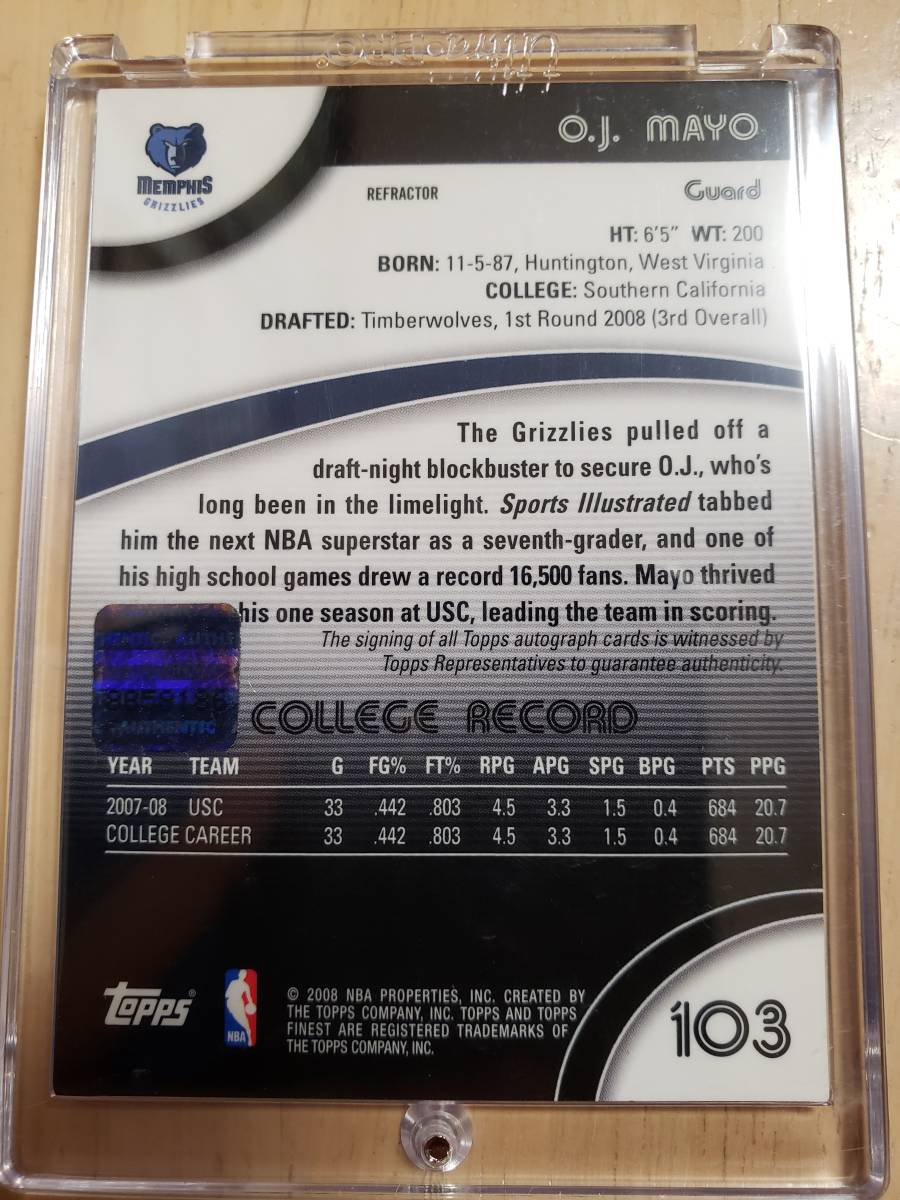 O.J. MAYO
MEMPHIS
GRIZZLIES
REFRACTOR
Guard
HT: 6'5" WT: 200
BORN: 11-5-87, Huntington, West Virginia
COLLEGE: Southern California
DRAFTED: Timberwolves, 1st Round 2008 (3rd Overall)
The Grizzlies pulled off a
draft-night blockbuster to secure O.J., who's
long been in the limelight. Sports Illustrated tabbed
him the next NBA superstar as a seventh-grader, and one of
his high school games drew a record 16,500 fans. Mayo thrived
his one season at USC, leading the team in scoring.
The signing of all Topps autograph cards is witnessed by
Topps Representatives to guarantee authenticity.
AUTHENTIC
COLLEGE RECORD
YEAR TEAM G FG% FT% RPG APG SPG BPG PTS PPG
2007-08 USC 33 .442 .803 4.5 3.3 1.5 0.4 684 20.7
COLLEGE CAREER 33 .442 .803 4.5 3.3 1.5 0.4 684 20.7
Topps®
NBA
© 2008 NBA PROPERTIES, INC. CREATED BY
THE TOPPS COMPANY, INC. TOPPS AND TOPPS
FINEST ARE REGISTERED TRADEMARKS OF
THE TOPPS COMPANY, INC.
103